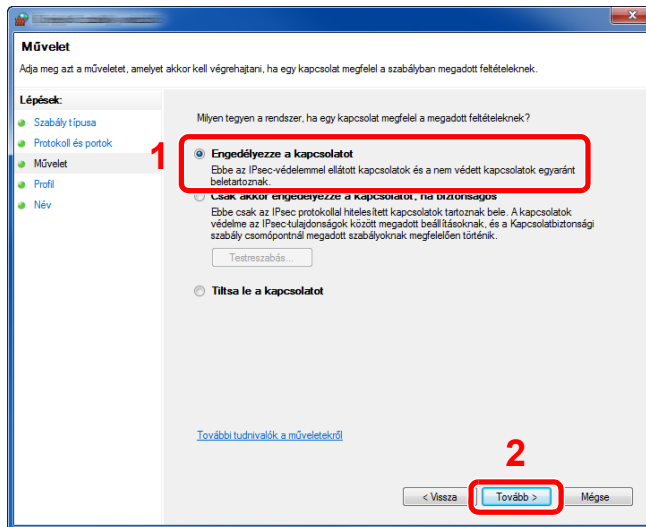 Művelet
Adja meg azt a műveletet, amelyet akkor kell végrehajtani, ha egy kapcsolat megfelel a szabályban megadott feltételeknek.
Lépések:
Szabály típusa
Protokoll és portok
Művelet
Profil
Név
Milyen tegyen a rendszer, ha egy kapcsolat megfelel a megadott feltételeknek?
1
Engedélyezze a kapcsolatot
Ebbe az IPsec-védelemmel ellátott kapcsolatok és a nem védett kapcsolatok egyaránt
beletartoznak.
Csak akkor engedélyezze a kapcsolatot, ha biztonságos
Ebbe csak az IPsec protokollal hitelesített kapcsolatok tartoznak bele. A kapcsolatok
védelme az IPsec-tulajdonságok között megadott beállításoknak, és a Kapcsolatbiztonsági
szabály csomópontnál megadott szabályoknak megfelelően történik.
Testreszabás...
Tiltsa le a kapcsolatot
További tudnivalók a műveletekről
2
< Vissza
Tovább >
Mégse